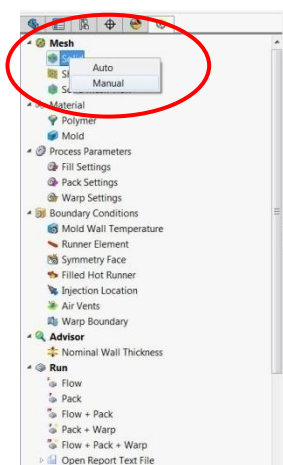 Mesh
Solid
Auto
Manual
Material
Polymer
Mold
Process Parameters
Fill Settings
Pack Settings
Warp Settings
Boundary Conditions
Mold Wall Temperature
Runner Element
Symmetry Face
Filled Hot Runner
Injection Location
Air Vents
Warp Boundary
Advisor
Nominal Wall Thickness
Run
Flow
Pack
Flow + Pack
Pack + Warp
Flow + Pack + Warp
Open Report Text File